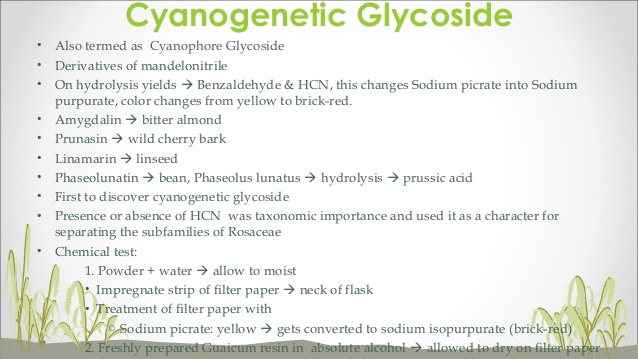 Cyanogenetic Glycoside
• Also termed as Cyanophore Glycoside
• Derivatives of mandelonitrile
• On hydrolysis yields → Benzaldehyde & HCN, this changes Sodium picrate into Sodium
purpurate, color changes from yellow to brick-red.
• Amygdalin → bitter almond
• Prunasin → wild cherry bark
• Linamarin → linseed
• Phaseolunatin → bean, Phaseolus lunatus → hydrolysis → prussic acid
• First to discover cyanogenetic glycoside
• Presence or absence of HCN was taxonomic importance and used it as a character for
separating the subfamilies of Rosaceae
• Chemical test:
1. Powder + water → allow to moist
• Impregnate strip of filter paper → neck of flask
• Treatment of filter paper with
○ Sodium picrate: yellow → gets converted to sodium isopurpurate (brick-red)
• 2. Freshly prepared Guaicum resin in absolute alcohol → allowed to dry on filter paper